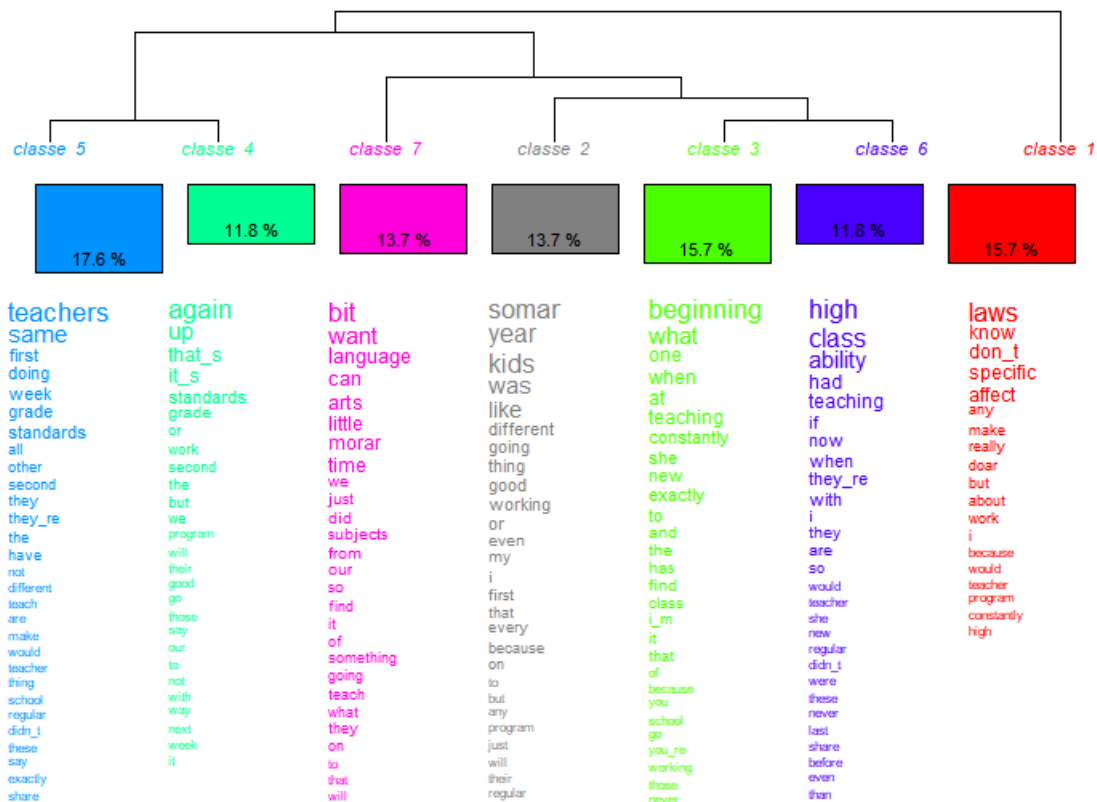 classe 5
classe 4
classe 7
classe 2
classe 3
classe 6
classe 1
17.6 %
11.8 %
13.7 %
13.7 %
15.7 %
11.8 %
15.7 %
teachers
same
first
doing
week
grade
standards
all
other
second
they
they_re
the
have
not
different
teach
are
make
would
teacher
thing
school
regular
didn_t
these
say
exactly
share
again
up
that_s
it_s
standards
grade
or
work
second
the
but
we
program
will
their
good
go
those
say
our
to
not
with
way
next
week
it
bit
want
language
can
arts
little
morar
time
we
just
did
subjects
from
our
so
find
it
of
something
going
teach
what
they
on
to
that
will
somar
year
kids
was
like
different
going
thing
good
working
or
even
my
i
first
that
every
because
on
to
but
any
program
just
will
their
regular
beginning
what
one
when
at
teaching
constantly
she
new
exactly
to
and
the
has
find
class
i_m
it
that
of
because
you
school
go
you_re
working
those
never
high
class
ability
had
teaching
if
now
when
they_re
with
i
they
are
so
would
teacher
she
new
regular
didn_t
were
these
never
last
share
before
even
than
laws
know
don_t
specific
affect
any
make
really
doar
but
about
work
i
because
would
teacher
program
constantly
high